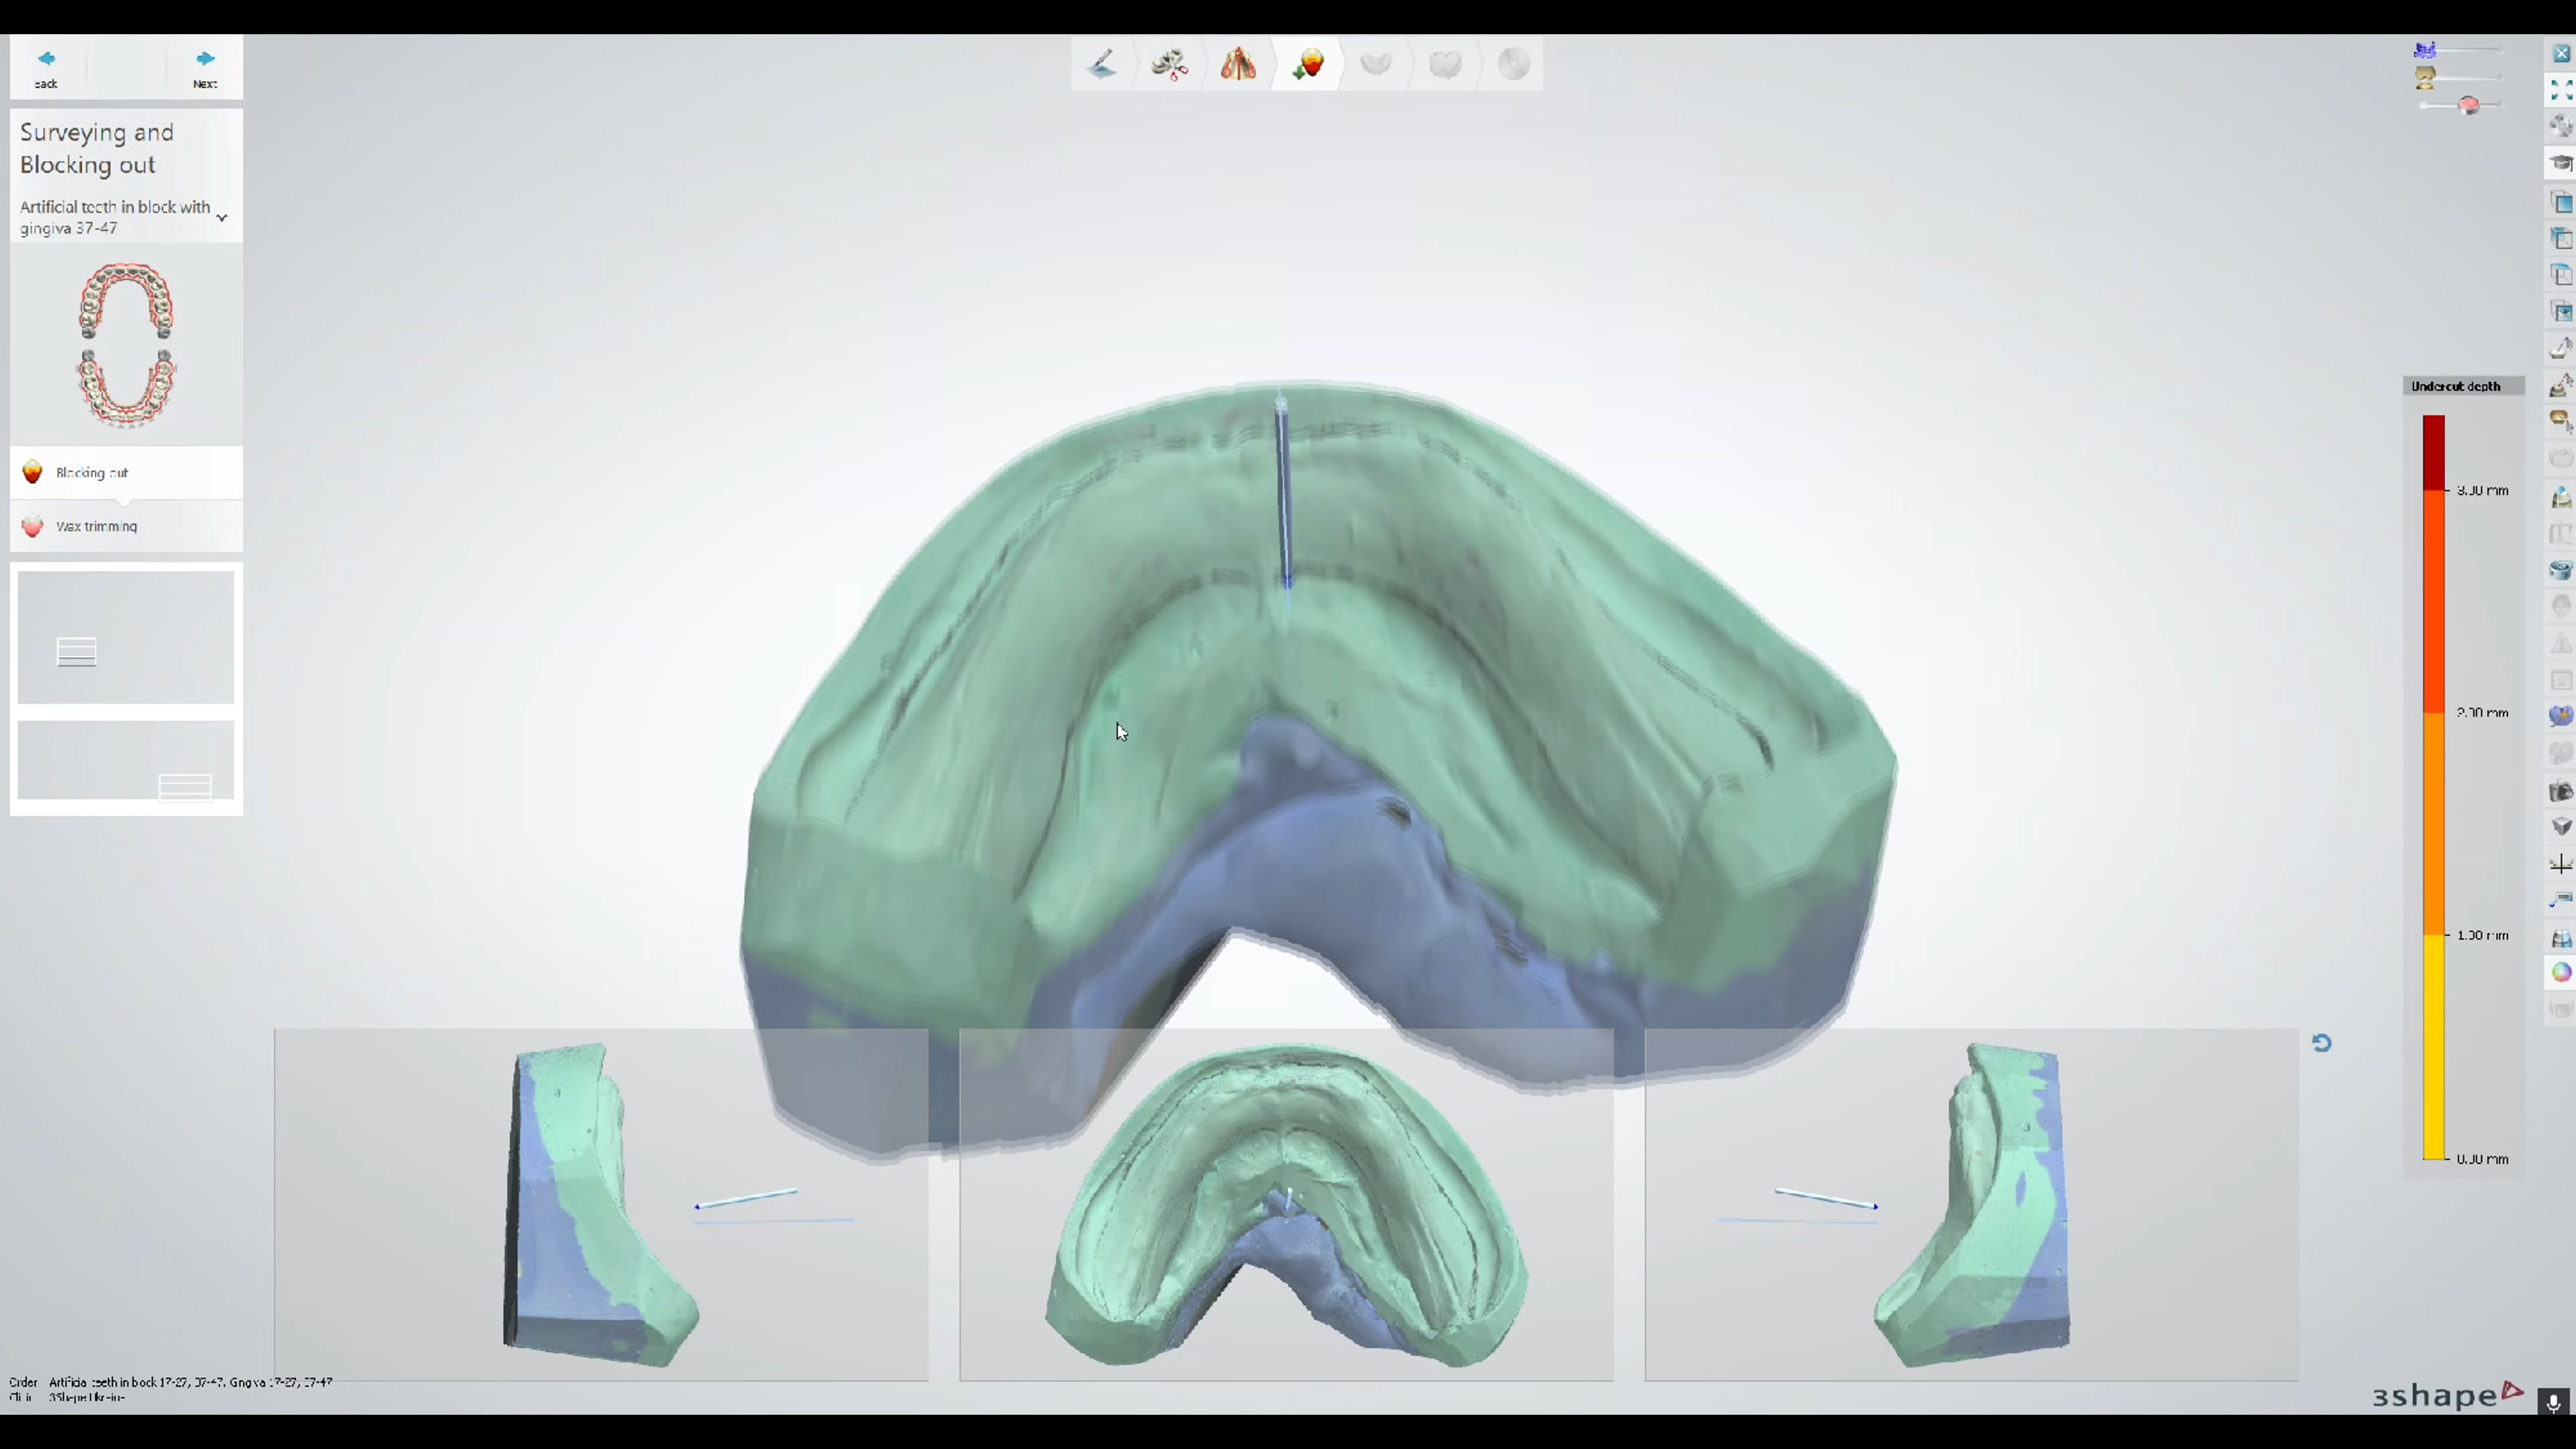 Back
Next
Surveying and
Blocking out
Artificial teeth in block with
gingiva 37-47
Blocking out
Wax trimming
Undercut depth
3.00 mm
2.00 mm
1.00 mm
0.00 mm
Order
3shape